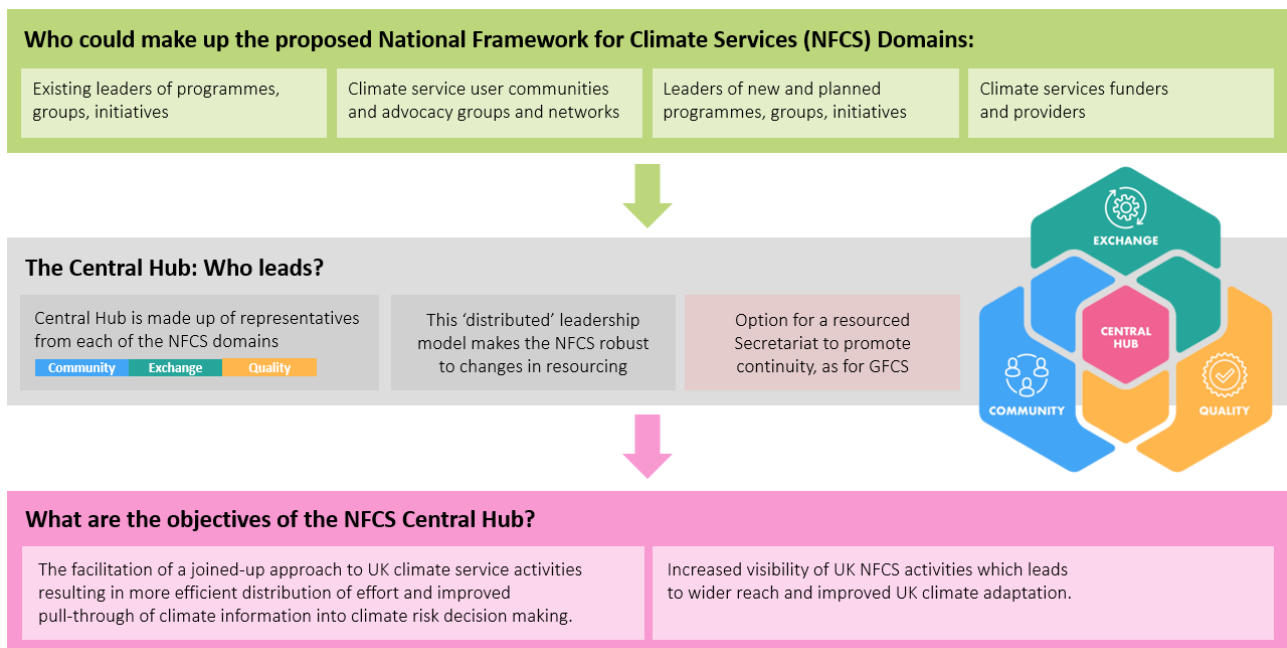 Who could make up the proposed National Framework for Climate Services (NFCS) Domains:
Existing leaders of programmes,
groups, initiatives
Climate service user communities
and advocacy groups and networks
Leaders of new and planned
programmes, groups, initiatives
Climate services funders
and providers
The Central Hub: Who leads?
Central Hub is made up of representatives
from each of the NFCS domains
Community Exchange Quality
This ‘distributed’ leadership
model makes the NFCS robust
to changes in resourcing
Option for a resourced
Secretariat to promote
continuity, as for GFCS
EXCHANGE
CENTRAL
HUB
COMMUNITY
QUALITY
What are the objectives of the NFCS Central Hub?
The facilitation of a joined-up approach to UK climate service activities
resulting in more efficient distribution of effort and improved
pull-through of climate information into climate risk decision making.
Increased visibility of UK NFCS activities which leads
to wider reach and improved UK climate adaptation.